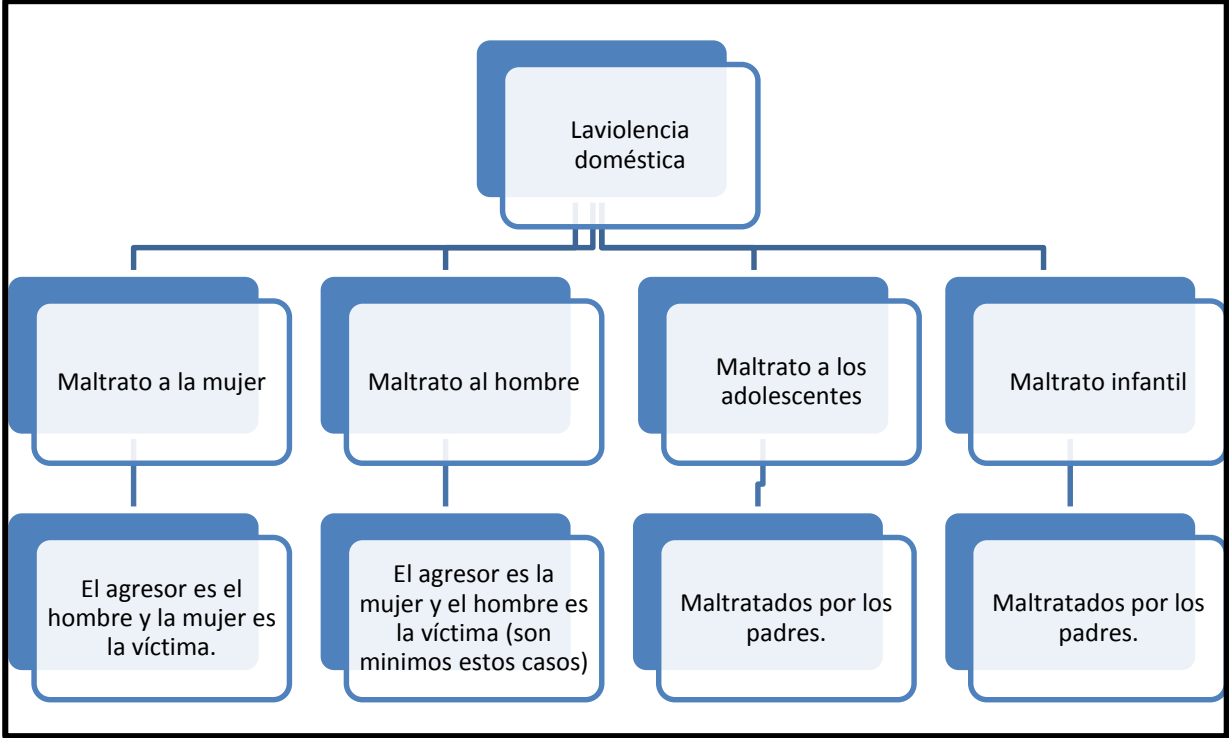 Laviolencia
doméstica
Maltrato a la mujer
Maltrato al hombre
Maltrato a los
adolescentes
Maltrato infantil
El agresor es el
hombre y la mujer es
la víctima.
El agresor es la
mujer y el hombre es
la víctima (son
minimos estos casos)
Maltratados por los
padres.
Maltratados por los
padres.